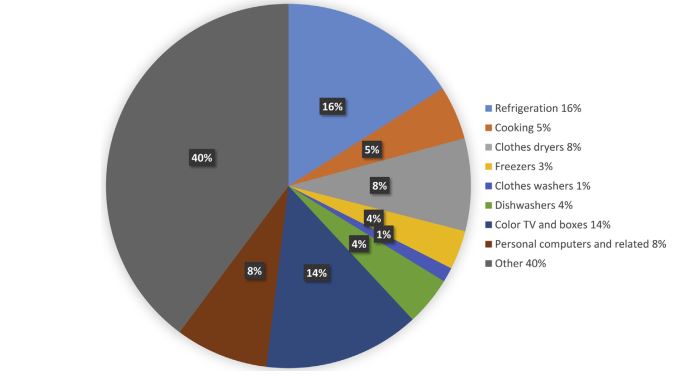 16%
5%
8%
4%
1%
4%
14%
8%
40%
Refrigeration 16%
Cooking 5%
Clothes dryers 8%
Freezers 3%
Clothes washers 1%
Dishwashers 4%
Color TV and boxes 14%
Personal computers and related 8%
Other 40%